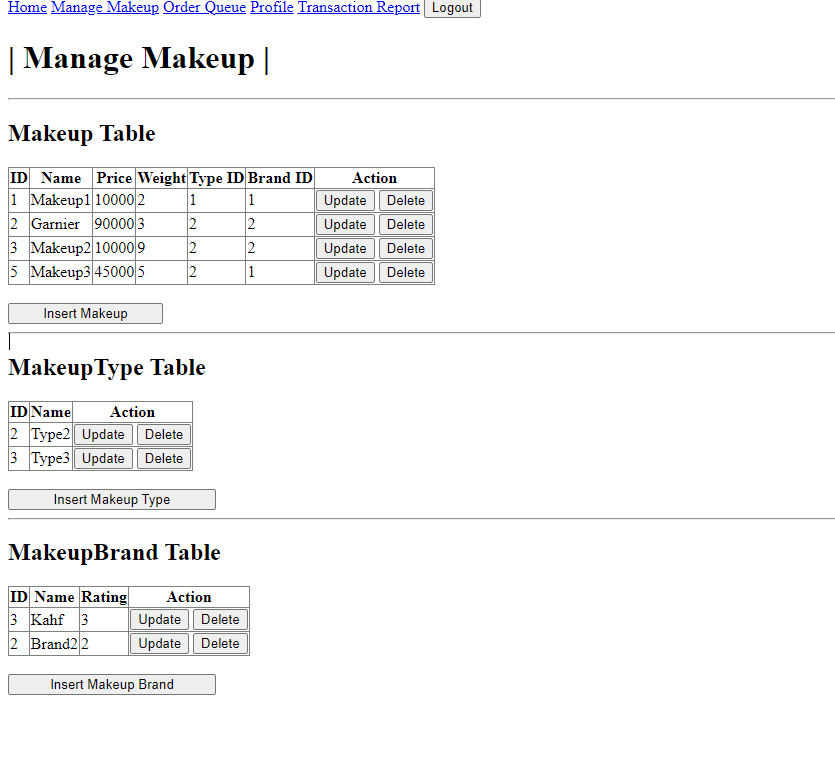 Home Manage Makeup Order Queue Profile Transaction Report Logout
| Manage Makeup |
Makeup Table
ID Name Price Weight Type ID Brand ID Action
1 Makeup1 10000 2 1 1 Update Delete
2 Garnier 90000 3 2 2 Update Delete
3 Makeup2 10000 9 2 2 Update Delete
5 Makeup3 45000 5 2 1 Update Delete
Insert Makeup
MakeupType Table
ID Name Action
2 Type2 Update Delete
3 Type3 Update Delete
Insert Makeup Type
MakeupBrand Table
ID Name Rating Action
3 Kahf 3 Update Delete
2 Brand2 2 Update Delete
Insert Makeup Brand